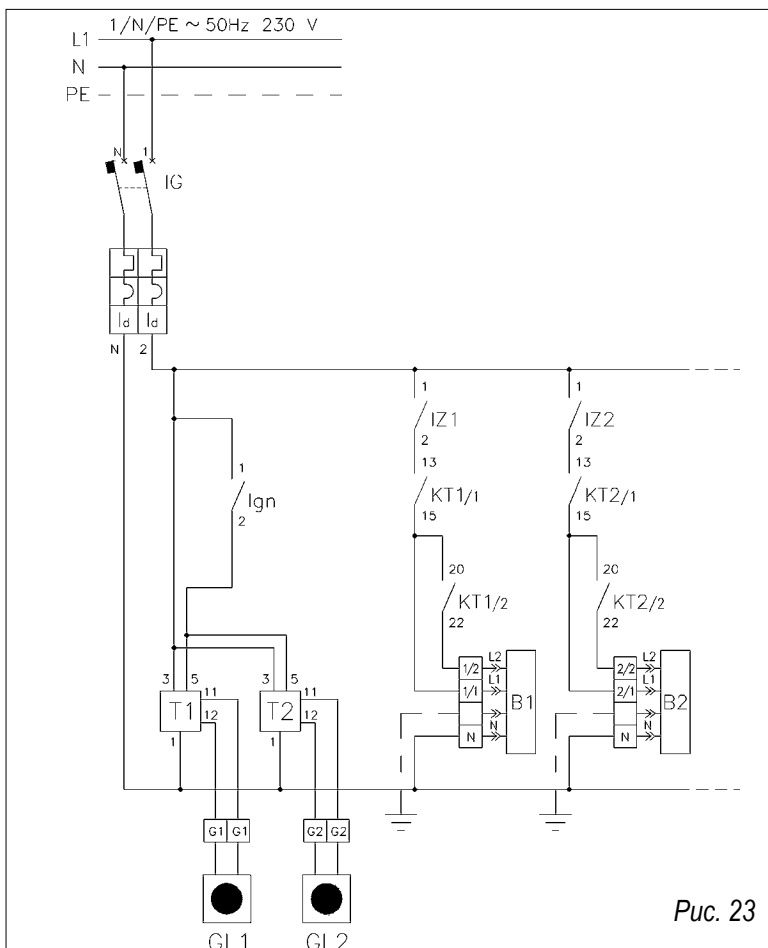 1/N/PE ~ 50Hz 230 V
L1
N
PE
N 1
IG
Id Id
N 2
1 1
IZ1 IZ2
2 2
1 13 13
Ign KT1/1 KT2/1
2 15 15
20 20
KT1/2 KT2/2
22 22
3 5 3 5 1/2 L2 2/2 L2
11 11 1/1 L1 2/1 L1
T1 T2 B1 B2
12 12
1 1 N N N N
G1 G1 G2 G2
GL1 GL2
Рис. 23